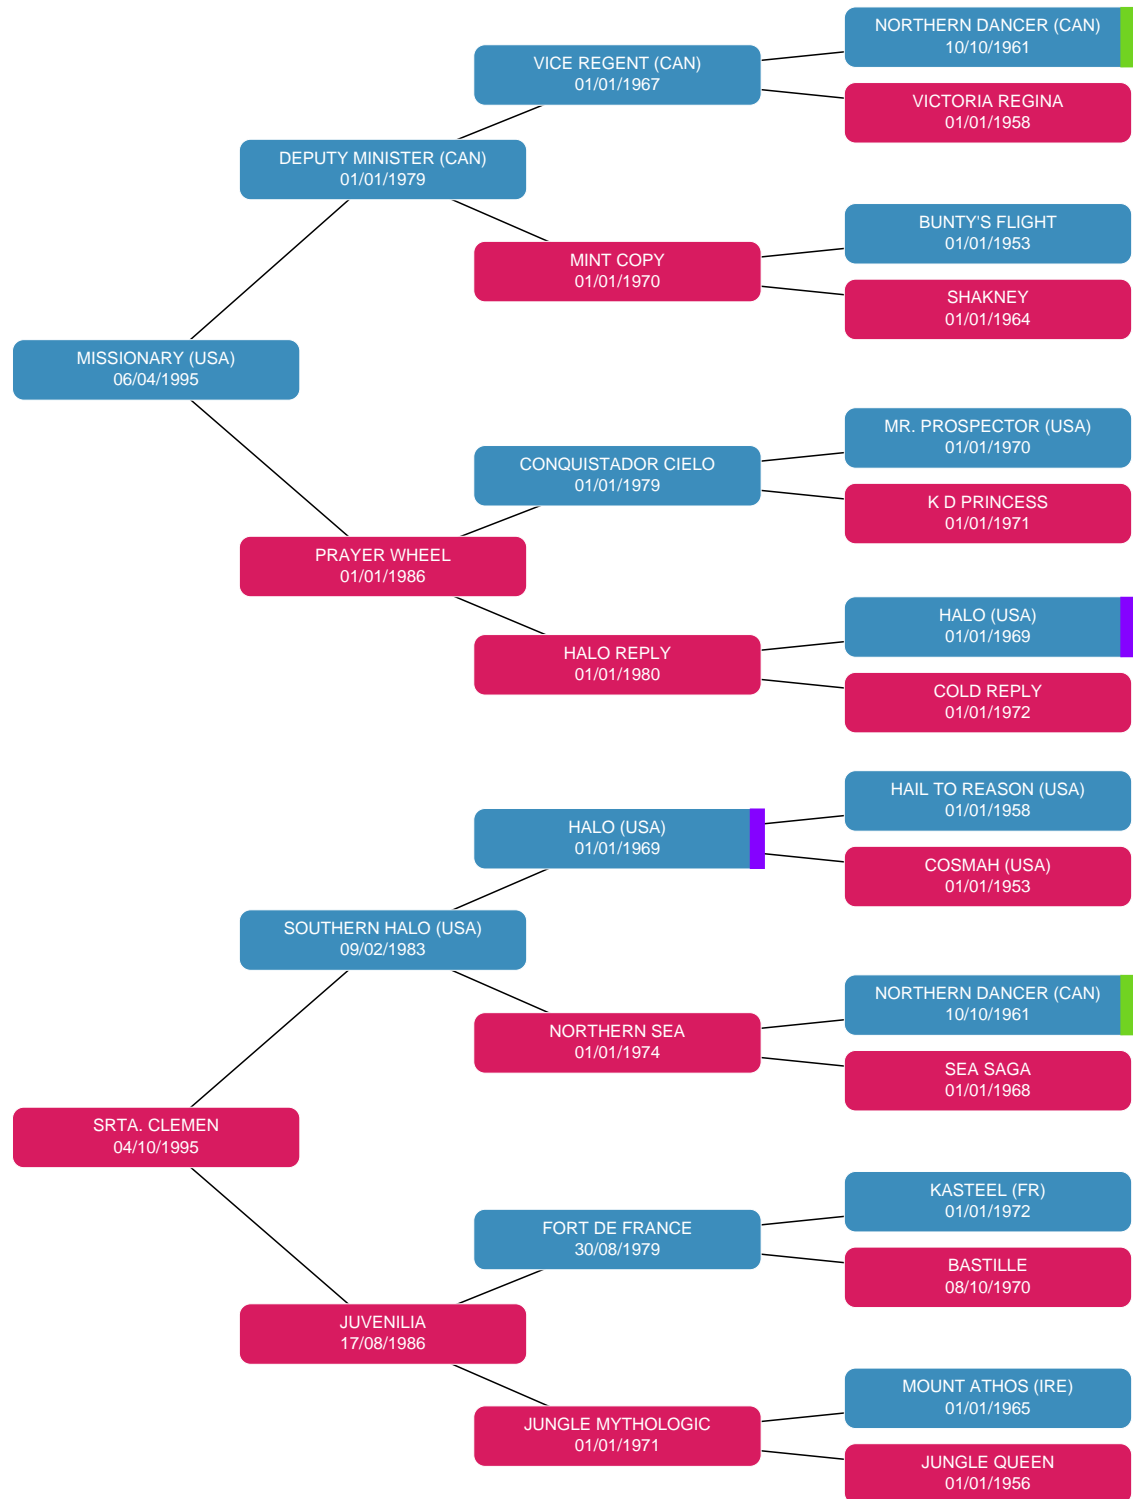 NORTHERN DANCER (CAN)
10/10/1961
VICE REGENT (CAN)
01/01/1967
VICTORIA REGINA
01/01/1958
DEPUTY MINISTER (CAN)
01/01/1979
BUNTY'S FLIGHT
01/01/1953
MINT COPY
01/01/1970
SHAKNEY
01/01/1964
MISSIONARY (USA)
06/04/1995
MR. PROSPECTOR (USA)
01/01/1970
CONQUISTADOR CIELO
01/01/1979
K D PRINCESS
01/01/1971
PRAYER WHEEL
01/01/1986
HALO (USA)
01/01/1969
HALO REPLY
01/01/1980
COLD REPLY
01/01/1972
HAIL TO REASON (USA)
01/01/1958
HALO (USA)
01/01/1969
COSMAH (USA)
01/01/1953
SOUTHERN HALO (USA)
09/02/1983
NORTHERN DANCER (CAN)
10/10/1961
NORTHERN SEA
01/01/1974
SEA SAGA
01/01/1968
SRTA. CLEMEN
04/10/1995
KASTEEL (FR)
01/01/1972
FORT DE FRANCE
30/08/1979
BASTILLE
08/10/1970
JUVENILIA
17/08/1986
MOUNT ATHOS (IRE)
01/01/1965
JUNGLE MYTHOLOGIC
01/01/1971
JUNGLE QUEEN
01/01/1956